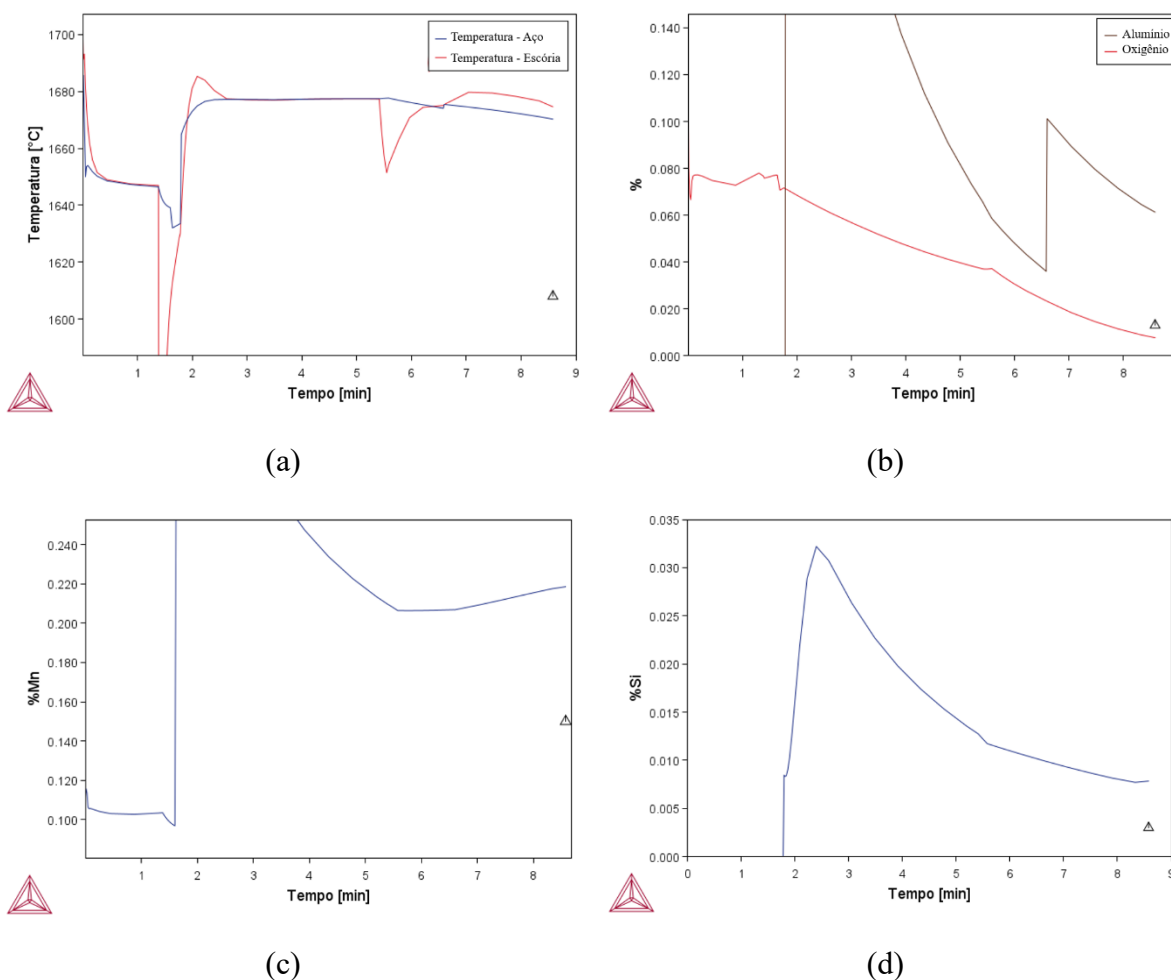 1700
1680
1660
1640
1620
1600
Temperatura [°C]
Temperatura - Aço
Temperatura - Escória
1 2 3 4 5 6 7 8 9
Tempo [min]
(a)
0.140
0.120
0.100
0.080
0.060
0.040
0.020
0.000
%
Alumínio
Oxigênio
1 2 3 4 5 6 7 8
Tempo [min]
(b)
0.240
0.220
0.200
0.180
0.160
0.140
0.120
0.100
%Mn
1 2 3 4 5 6 7 8
Tempo [min]
(c)
0.035
0.030
0.025
0.020
0.015
0.010
0.005
0.000
%Si
0 1 2 3 4 5 6 7 8 9
Tempo [min]
(d)